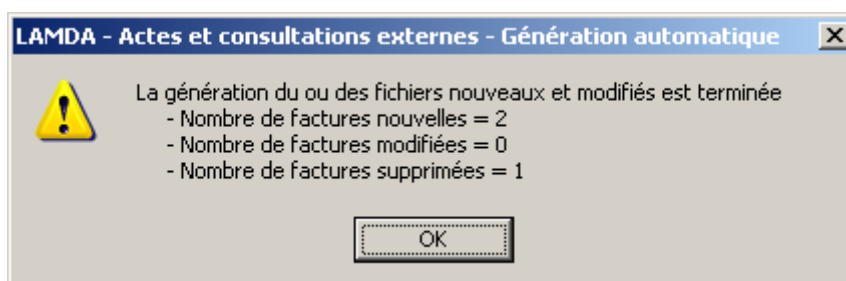 LAMDA - Actes et consultations externes - Génération automatique
La génération du ou des fichiers nouveaux et modifiés est terminée
- Nombre de factures nouvelles = 2
- Nombre de factures modifiées = 0
- Nombre de factures supprimées = 1
OK